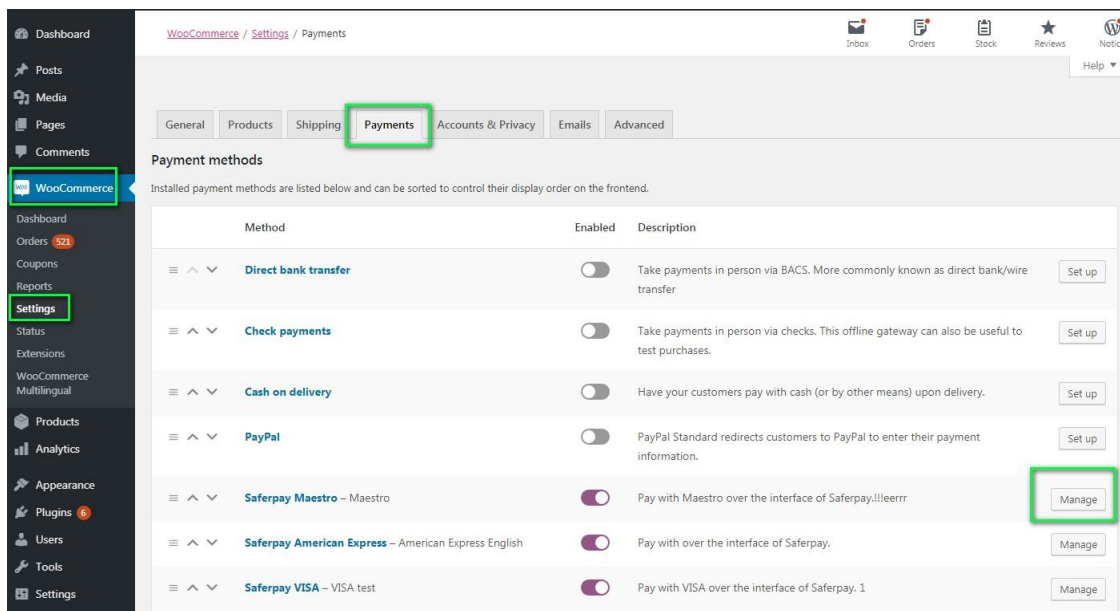 Dashboard
Posts
Media
Pages
Comments
WooCommerce
Dashboard
Orders 521
Coupons
Reports
Settings
Status
Extensions
WooCommerce
Multilingual
Products
Analytics
Appearance
Plugins 6
Users
Tools
Settings
WooCommerce / Settings / Payments
Inbox Orders Stock Reviews Notic
Help
General Products Shipping Payments Accounts & Privacy Emails Advanced
Payment methods
Installed payment methods are listed below and can be sorted to control their display order on the frontend.
Method Enabled Description
Direct bank transfer Take payments in person via BACS. More commonly known as direct bank/wire
transfer Set up
Check payments Take payments in person via checks. This offline gateway can also be useful to
test purchases. Set up
Cash on delivery Have your customers pay with cash (or by other means) upon delivery. Set up
PayPal PayPal Standard redirects customers to PayPal to enter their payment
information. Set up
Saferpay Maestro – Maestro Pay with Maestro over the interface of Saferpay.!!!eerrr Manage
Saferpay American Express – American Express English Pay with over the interface of Saferpay. Manage
Saferpay VISA – VISA test Pay with VISA over the interface of Saferpay. 1 Manage